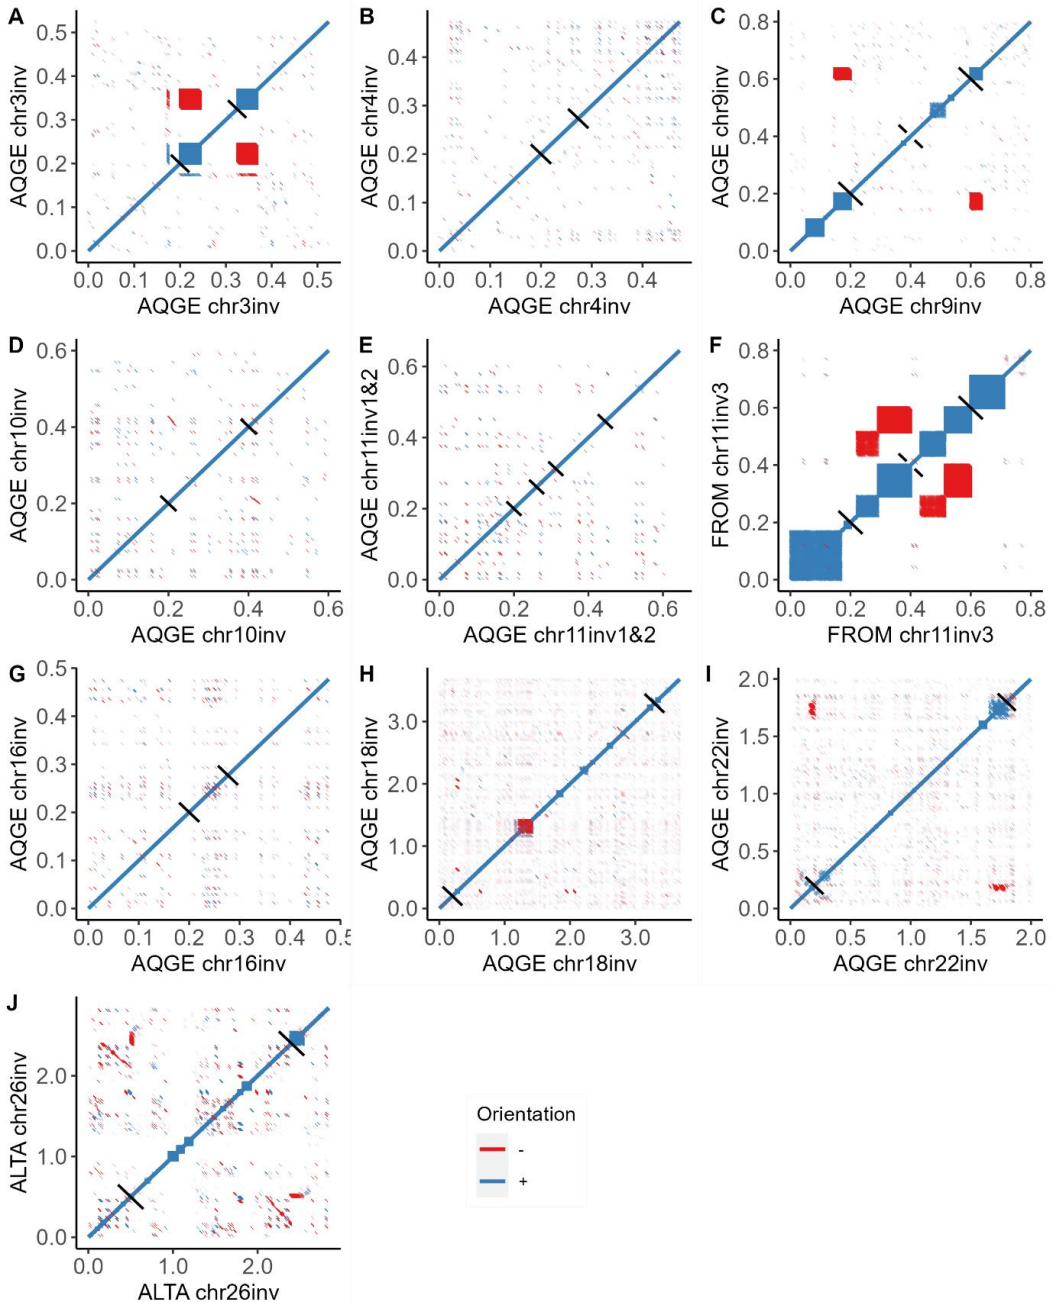 A
AQGE chr3inv
0.5
0.4
0.3
0.2
0.1
0.0
0.0 0.1 0.2 0.3 0.4 0.5
AQGE chr3inv
B
AQGE chr4inv
0.4
0.3
0.2
0.1
0.0
0.0 0.1 0.2 0.3 0.4
AQGE chr4inv
C
AQGE chr9inv
0.8
0.6
0.4
0.2
0.0
0.0 0.2 0.4 0.6 0.8
AQGE chr9inv
D
AQGE chr10inv
0.6
0.4
0.2
0.0
0.0 0.2 0.4 0.6
AQGE chr10inv
E
AQGE chr11inv1&2
0.6
0.4
0.2
0.0
0.0 0.2 0.4 0.6
AQGE chr11inv1&2
F
FROM chr11inv3
0.8
0.6
0.4
0.2
0.0
0.0 0.2 0.4 0.6 0.8
FROM chr11inv3
G
AQGE chr16inv
0.5
0.4
0.3
0.2
0.1
0.0
0.0 0.1 0.2 0.3 0.4
AQGE chr16inv
H
AQGE chr18inv
3.0
2.0
1.0
0.0
0.0 1.0 2.0 3.0
AQGE chr18inv
I
AQGE chr22inv
2.0
1.5
1.0
0.5
0.0
0.0 0.5 1.0 1.5 2.0
AQGE chr22inv
J
ALTA chr26inv
2.0
1.0
0.0
0.0 1.0 2.0
ALTA chr26inv
Orientation
-
+